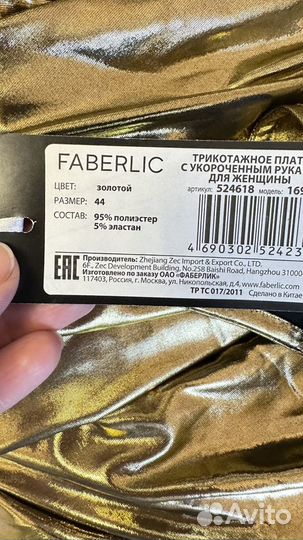 FABERLIC
ТРИКОТАЖНОЕ ПЛАТ
С УКОРОЧЕННЫМ РУКА
ДЛЯ ЖЕНЩИНЫ
артикул: 524618 модель: 169
ЦВЕТ: золотой
РАЗМЕР: 44
СОСТАВ: 95% полиэстер
5% эластан
4 690302 52423
EAC
Производитель: Zhejiang Zec Import & Export Co., LTD.
6F., Zec Development Building, No.258 Baishi Road, Hangzhou 31000
Изготовлено по заказу ОАО «ФАБЕРЛИК»
117403, Россия, г. Москва, ул. Никопольская, д.4, www.faberlic.com
ТР ТС 017/2011 Сделано в Китае
Avito